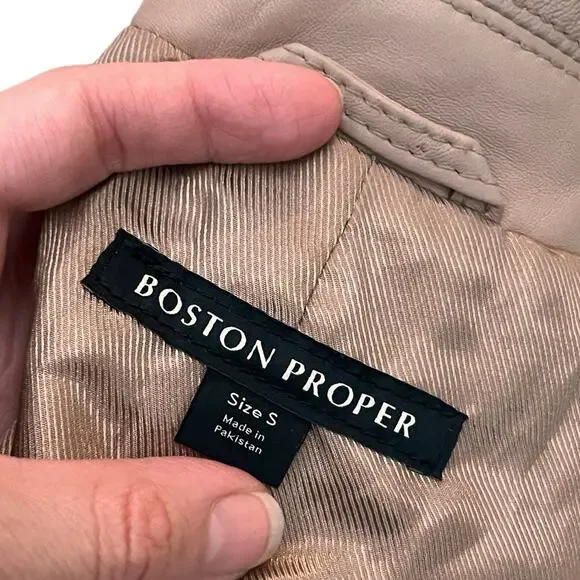 BOSTON PROPER
Size S
Made in
Pakistan